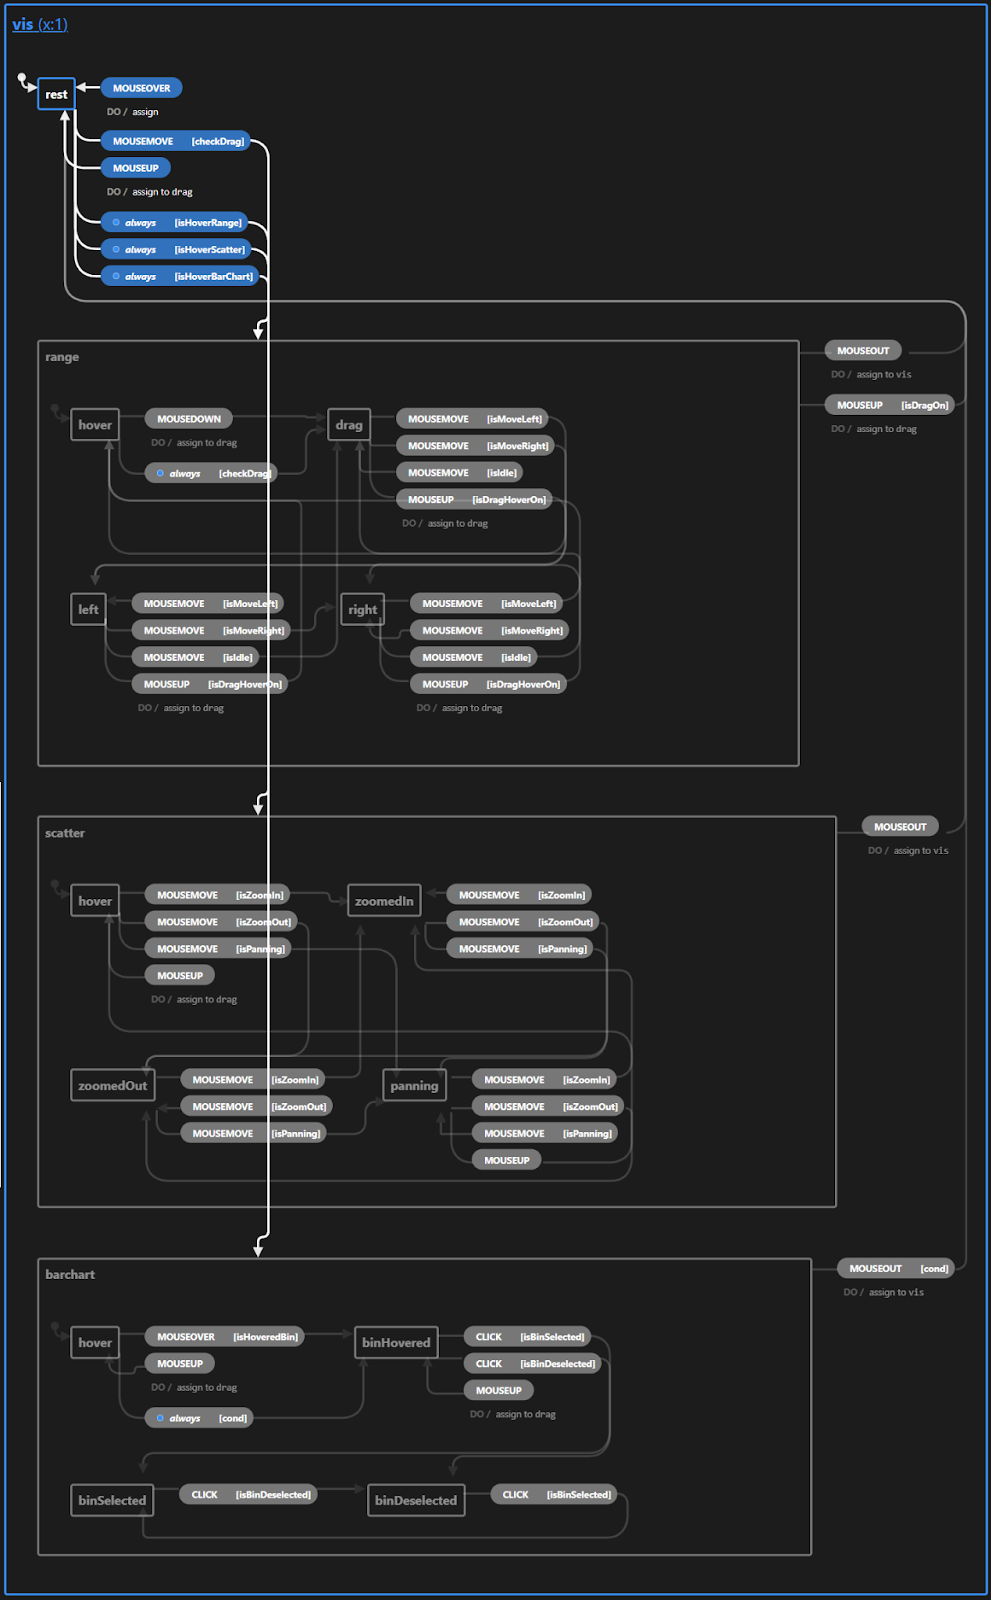 vis (x:1)
rest
MOUSEOVER
DO / assign
MOUSEMOVE [checkDrag]
MOUSEUP
DO / assign to drag
always [isHoverRange]
always [isHoverScatter]
always [isHoverBarChart]
range
MOUSEOUT
DO / assign to vis
MOUSEUP [isDragOn]
DO / assign to drag
hover
MOUSEDOWN
DO / assign to drag
always [checkDrag]
drag
MOUSEMOVE [isMoveLeft]
MOUSEMOVE [isMoveRight]
MOUSEMOVE [isIdle]
MOUSEUP [isDragHoverOn]
DO / assign to drag
left
MOUSEMOVE [isMoveLeft]
MOUSEMOVE [isMoveRight]
MOUSEMOVE [isIdle]
MOUSEUP [isDragHoverOn]
DO / assign to drag
right
MOUSEMOVE [isMoveLeft]
MOUSEMOVE [isMoveRight]
MOUSEMOVE [isIdle]
MOUSEUP [isDragHoverOn]
DO / assign to drag
scatter
MOUSEOUT
DO / assign to vis
hover
MOUSEMOVE [isZoomIn]
MOUSEMOVE [isZoomOut]
MOUSEMOVE [isPanning]
MOUSEUP
DO / assign to drag
zoomedIn
MOUSEMOVE [isZoomIn]
MOUSEMOVE [isZoomOut]
MOUSEMOVE [isPanning]
zoomedOut
MOUSEMOVE [isZoomIn]
MOUSEMOVE [isZoomOut]
MOUSEMOVE [isPanning]
panning
MOUSEMOVE [isZoomIn]
MOUSEMOVE [isZoomOut]
MOUSEMOVE [isPanning]
MOUSEUP
barchart
MOUSEOUT [cond]
DO / assign to vis
hover
MOUSEOVER [isHoveredBin]
MOUSEUP
DO / assign to drag
always [cond]
binHovered
CLICK [isBinSelected]
CLICK [isBinDeselected]
MOUSEUP
DO / assign to drag
binSelected
CLICK [isBinDeselected]
binDeselected
CLICK [isBinSelected]